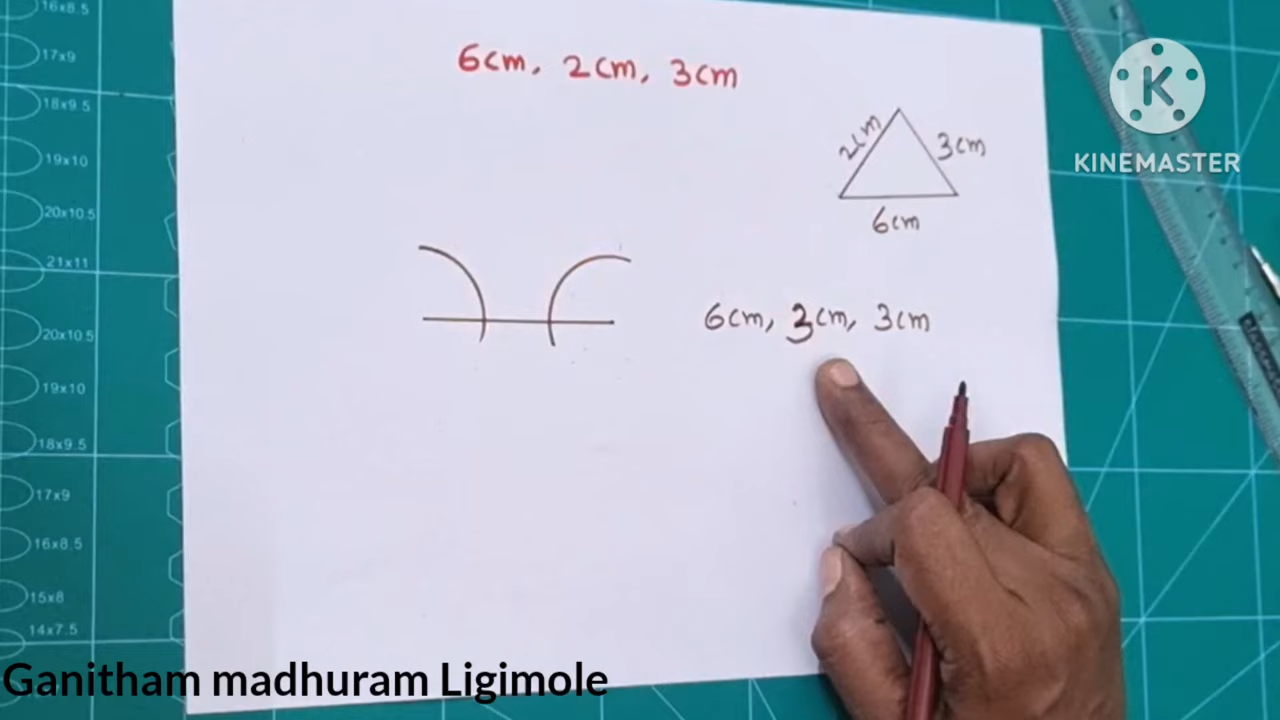 16x8.5
17x9
18x9.5
19x10
20x10.5
21x11
20x10.5
19x10
18x9.5
17x9
16x8.5
15x8
14x7.5
6cm, 2cm, 3cm
2cm
3cm
6cm
6cm, 3cm, 3cm
K
KINEMASTER
Ganitham madhuram Ligimole